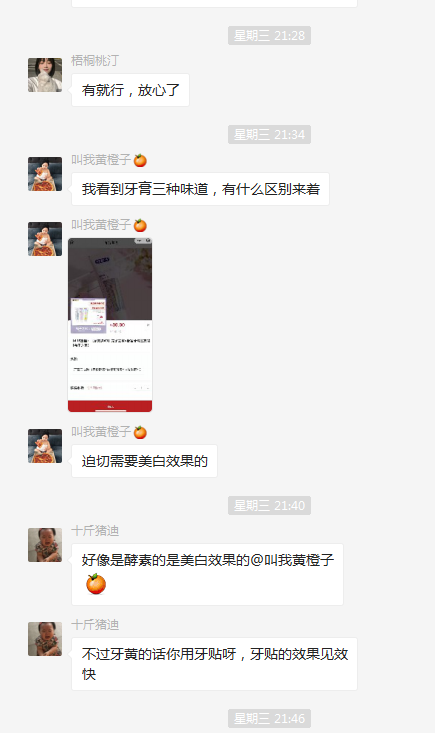 星期三 21:28
梧桐桃汀
有就行，放心了
星期三 21:34
叫我黄橙子🍊
我看到牙膏三种味道，有什么区别来着
叫我黄橙子🍊
叫我黄橙子🍊
迫切需要美白效果的
星期三 21:40
十斤猪迪
好像是酵素的是美白效果的@叫我黄橙子
🍊
十斤猪迪
不过牙黄的话你用牙贴呀，牙贴的效果见效
快
星期三 21:46